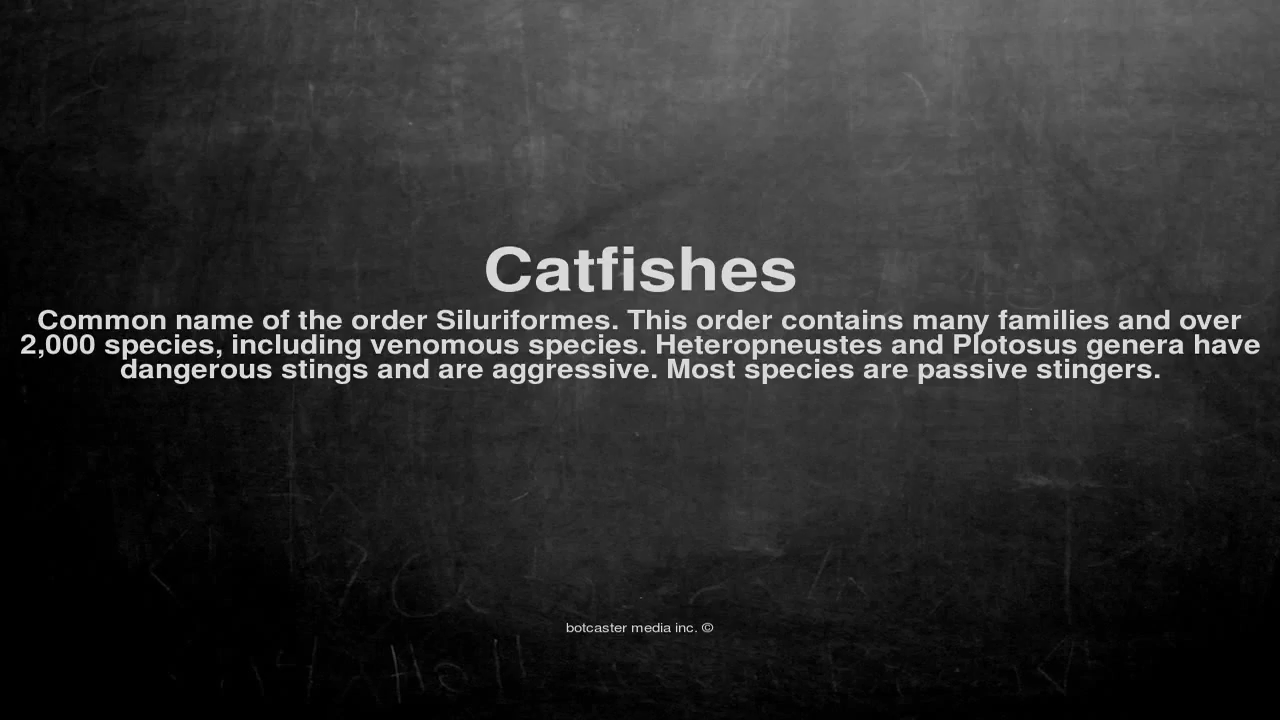 Catfishes
Common name of the order Siluriformes. This order contains many families and over
2,000 species, including venomous species. Heteropneustes and Plotosus genera have
dangerous stings and are aggressive. Most species are passive stingers.
botcaster media inc. ©